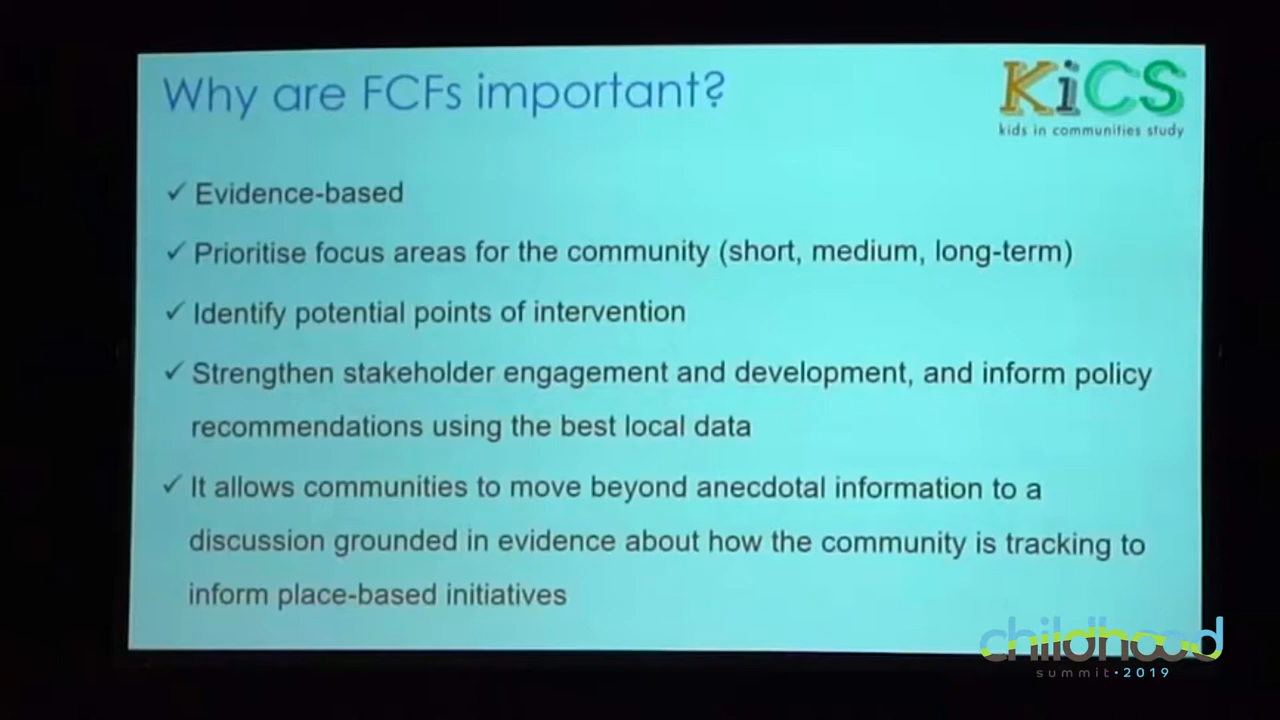 Why are FCFs important?
KiCS
kids in communities study
✓ Evidence-based
✓ Prioritise focus areas for the community (short, medium, long-term)
✓ Identify potential points of intervention
✓ Strengthen stakeholder engagement and development, and inform policy
recommendations using the best local data
✓ It allows communities to move beyond anecdotal information to a
discussion grounded in evidence about how the community is tracking to
inform place-based initiatives
childhood
summit • 2019